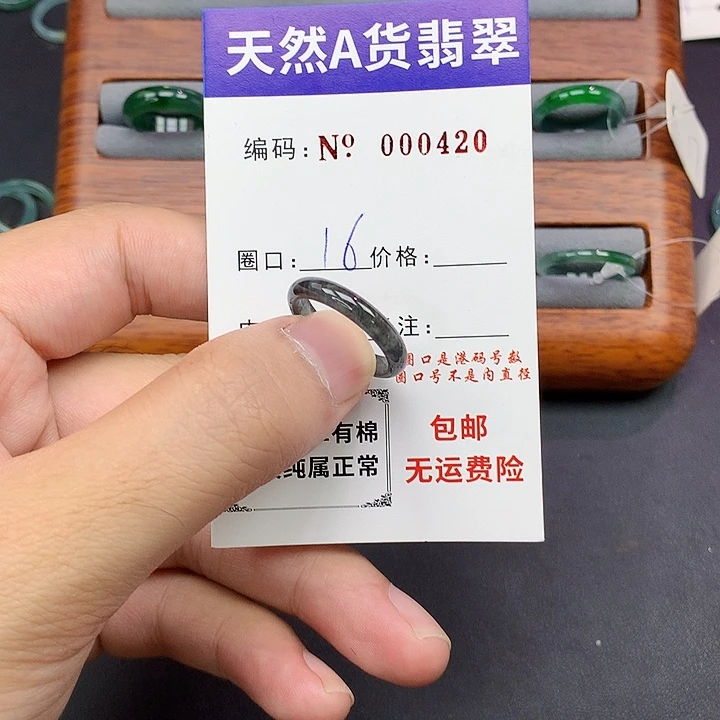 天然A货翡翠
编码: Nº 000420
圈口: 16 价格:
注:
圈口是港码号数
圈口号不是内直径
有棉
纯属正常
包邮
无运费险